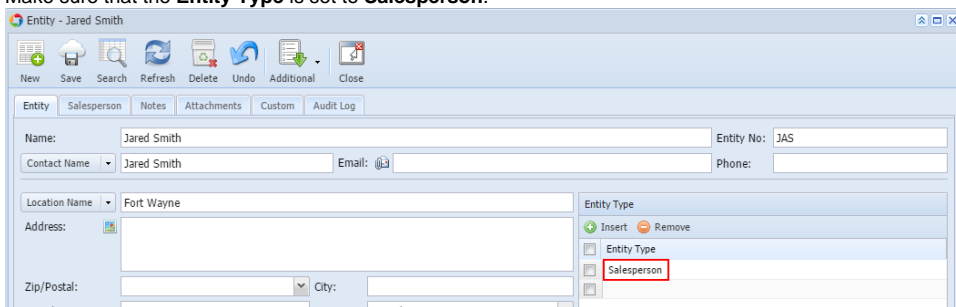 Make sure that the Entity Type is set to Salesperson.
Entity - Jared Smith
New Save Search Refresh Delete Undo Additional Close
Entity Salesperson Notes Attachments Custom Audit Log
Name: Jared Smith Entity No: JAS
Contact Name Jared Smith Email: Phone:
Location Name Fort Wayne Entity Type
Address: Insert Remove
Entity Type
Salesperson
Zip/Postal: City: